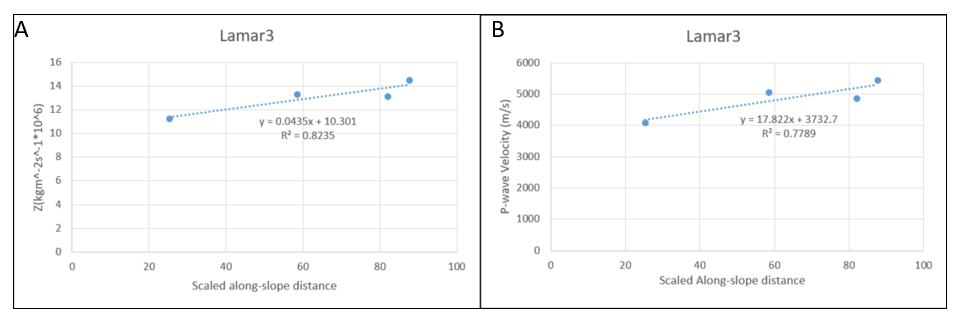 A
Lamar3
16
14
12
10
8
6
4
2
0
Z(kgm^-2s^-1*10^6)
y = 0.0435x + 10.301
R² = 0.8235
0 20 40 60 80 100
Scaled along-slope distance
B
Lamar3
6000
5000
4000
3000
2000
1000
0
P-wave Velocity (m/s)
y = 17.822x + 3732.7
R² = 0.7789
0 20 40 60 80 100
Scaled Along-slope distance